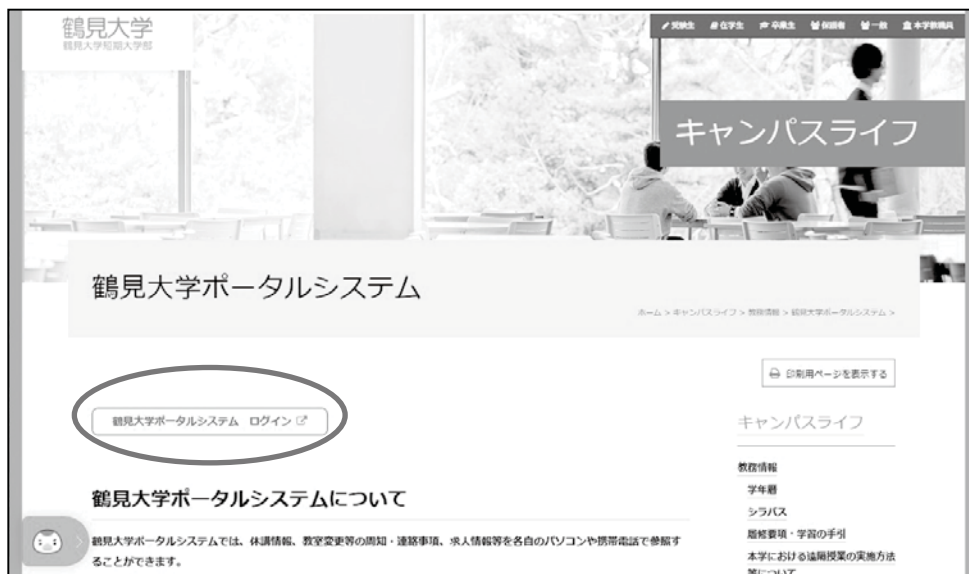 鶴見大学
鶴見大学短期大学部
受験生 在学生 卒業生 保護者 一般 本学教職員
キャンパスライフ
鶴見大学ポータルシステム
ホーム > キャンパスライフ > 教務情報 > 鶴見大学ポータルシステム >
印刷用ページを表示する
鶴見大学ポータルシステム ログイン
キャンパスライフ
教務情報
学年暦
シラバス
履修要項・学習の手引
本学における遠隔授業の実施方法
等について
鶴見大学ポータルシステムについて
鶴見大学ポータルシステムでは、休講情報、教室変更等の周知・連絡事項、求人情報等を各自のパソコンや携帯電話で参照す
ることができます。